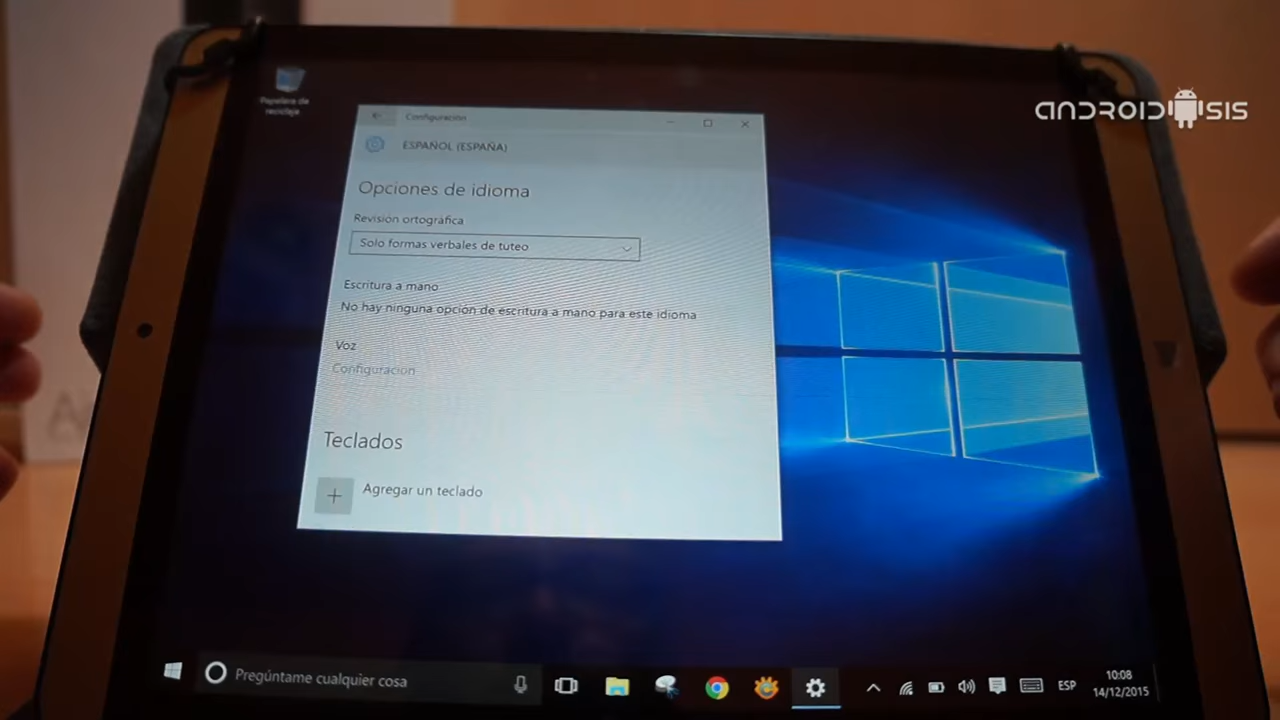 ANDROIDSIS
Papelera de
reciclaje
Configuración
ESPAÑOL (ESPAÑA)
Opciones de idioma
Revisión ortográfica
Solo formas verbales de tuteo
Escritura a mano
No hay ninguna opción de escritura a mano para este idioma
Voz
Configuración
Teclados
Agregar un teclado
Pregúntame cualquier cosa
ESP
10:08
14/12/2015